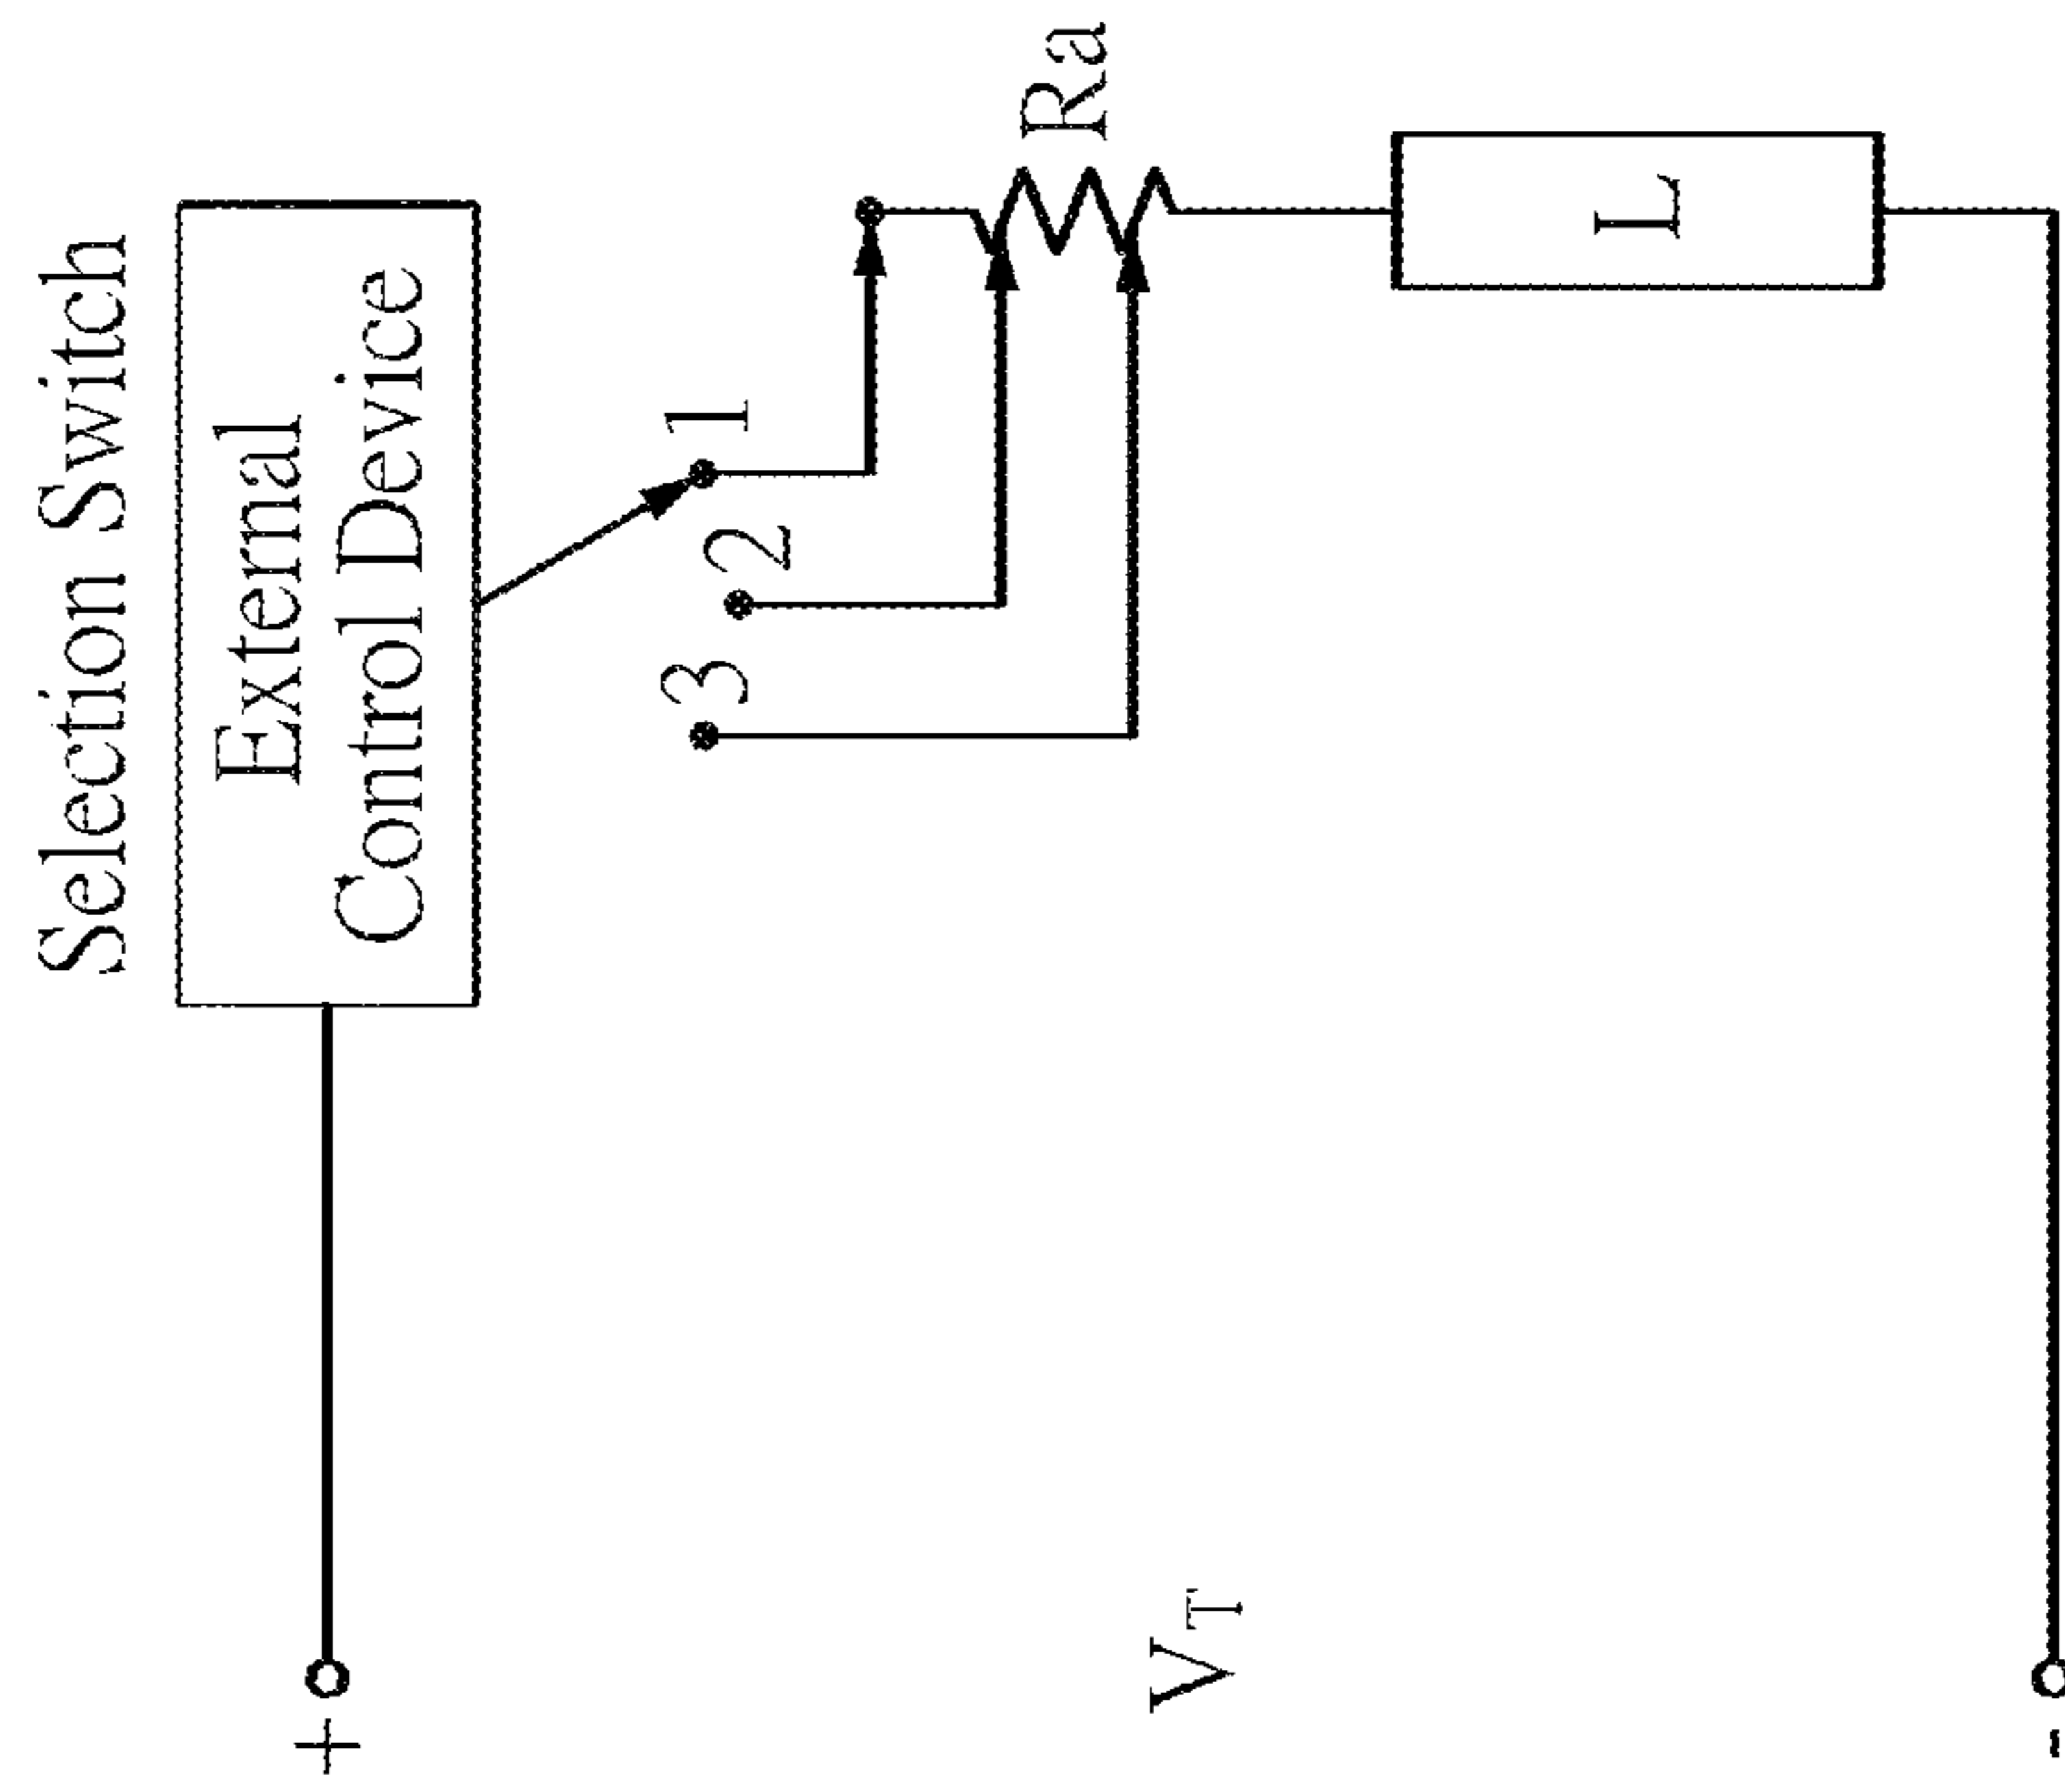 Selection Switch
External
Control Device
1
2
3
Ra
L
+
VT
-